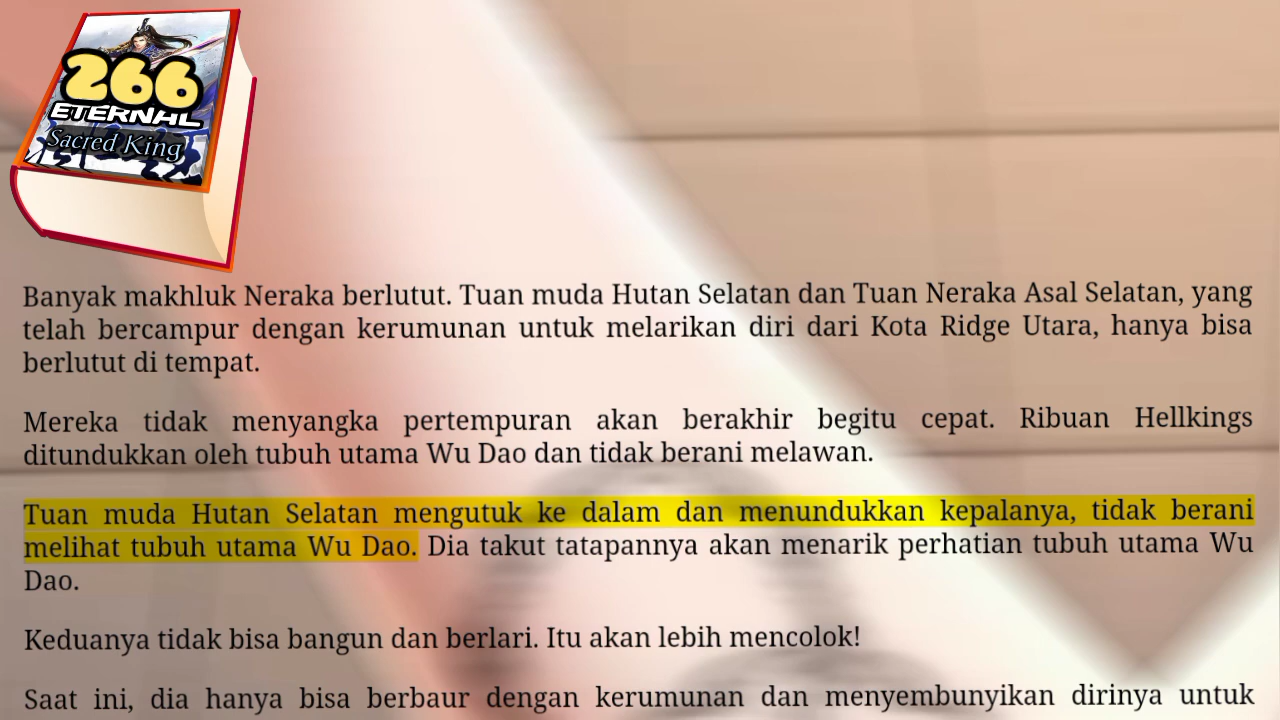 266
ETERNAL
Sacred King
Banyak makhluk Neraka berlutut. Tuan muda Hutan Selatan dan Tuan Neraka Asal Selatan, yang
telah bercampur dengan kerumunan untuk melarikan diri dari Kota Ridge Utara, hanya bisa
berlutut di tempat.
Mereka tidak menyangka pertempuran akan berakhir begitu cepat. Ribuan Hellkings
ditundukkan oleh tubuh utama Wu Dao dan tidak berani melawan.
Tuan muda Hutan Selatan mengutuk ke dalam dan menundukkan kepalanya, tidak berani
melihat tubuh utama Wu Dao. Dia takut tatapannya akan menarik perhatian tubuh utama Wu
Dao.
Keduanya tidak bisa bangun dan berlari. Itu akan lebih mencolok!
Saat ini, dia hanya bisa berbaur dengan kerumunan dan menyembunyikan dirinya untuk